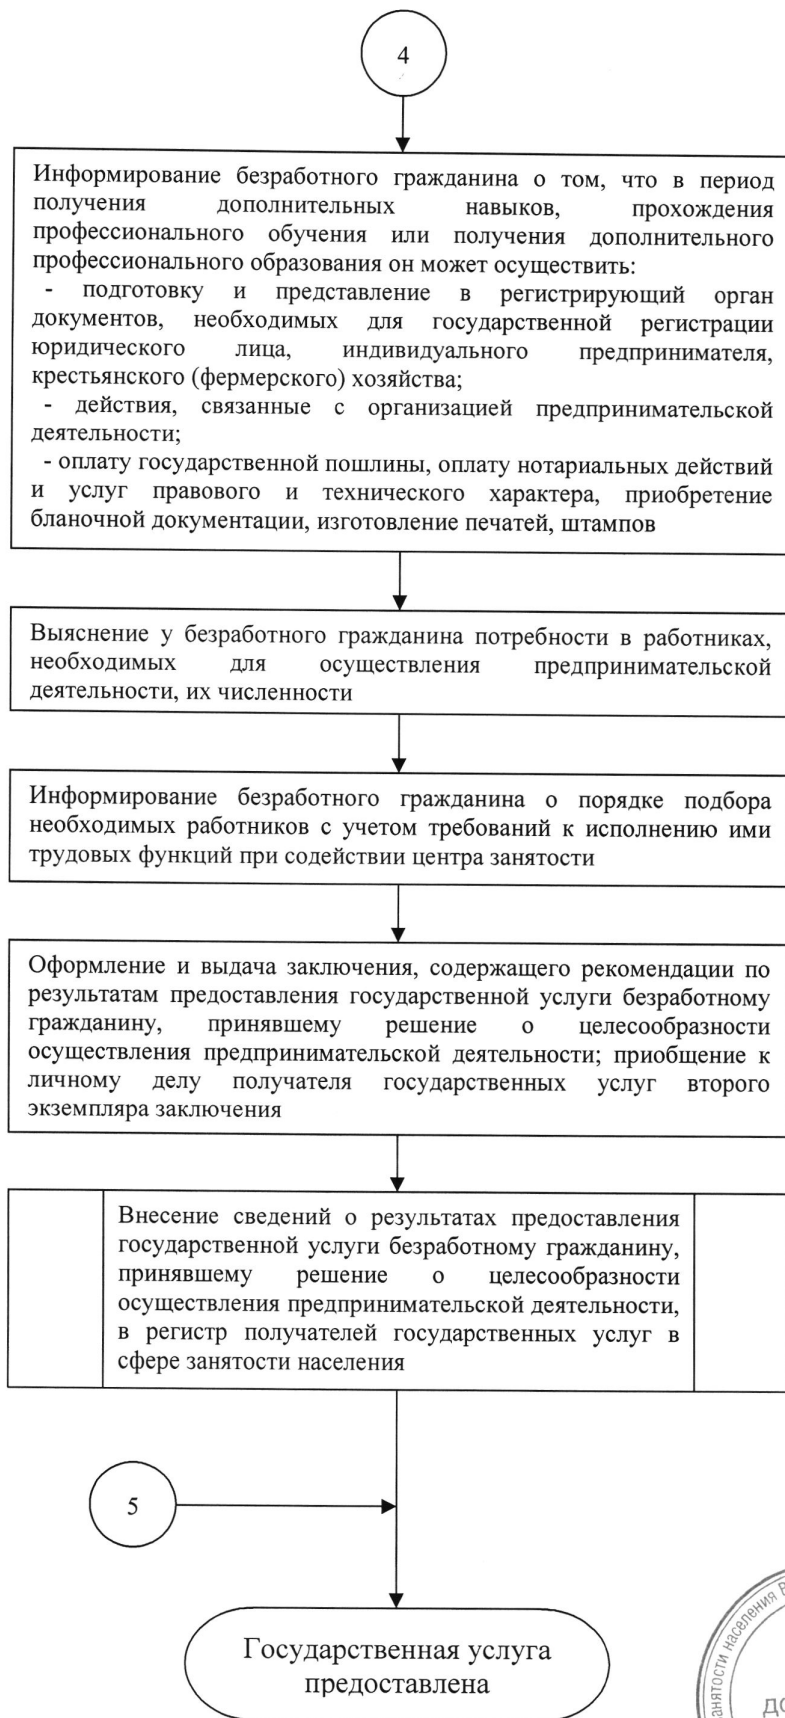 4
Информирование безработного гражданина о том, что в период
получения дополнительных навыков, прохождения
профессионального обучения или получения дополнительного
профессионального образования он может осуществить:
- подготовку и представление в регистрирующий орган
документов, необходимых для государственной регистрации
юридического лица, индивидуального предпринимателя,
крестьянского (фермерского) хозяйства;
- действия, связанные с организацией предпринимательской
деятельности;
- оплату государственной пошлины, оплату нотариальных действий
и услуг правового и технического характера, приобретение
бланочной документации, изготовление печатей, штампов
Выяснение у безработного гражданина потребности в работниках,
необходимых для осуществления предпринимательской
деятельности, их численности
Информирование безработного гражданина о порядке подбора
необходимых работников с учетом требований к исполнению ими
трудовых функций при содействии центра занятости
Оформление и выдача заключения, содержащего рекомендации по
результатам предоставления государственной услуги безработному
гражданину, принявшему решение о целесообразности
осуществления предпринимательской деятельности; приобщение к
личному делу получателя государственных услуг второго
экземпляра заключения
Внесение сведений о результатах предоставления
государственной услуги безработному гражданину,
принявшему решение о целесообразности
осуществления предпринимательской деятельности,
в регистр получателей государственных услуг в
сфере занятости населения
5
Государственная услуга
предоставлена
населения